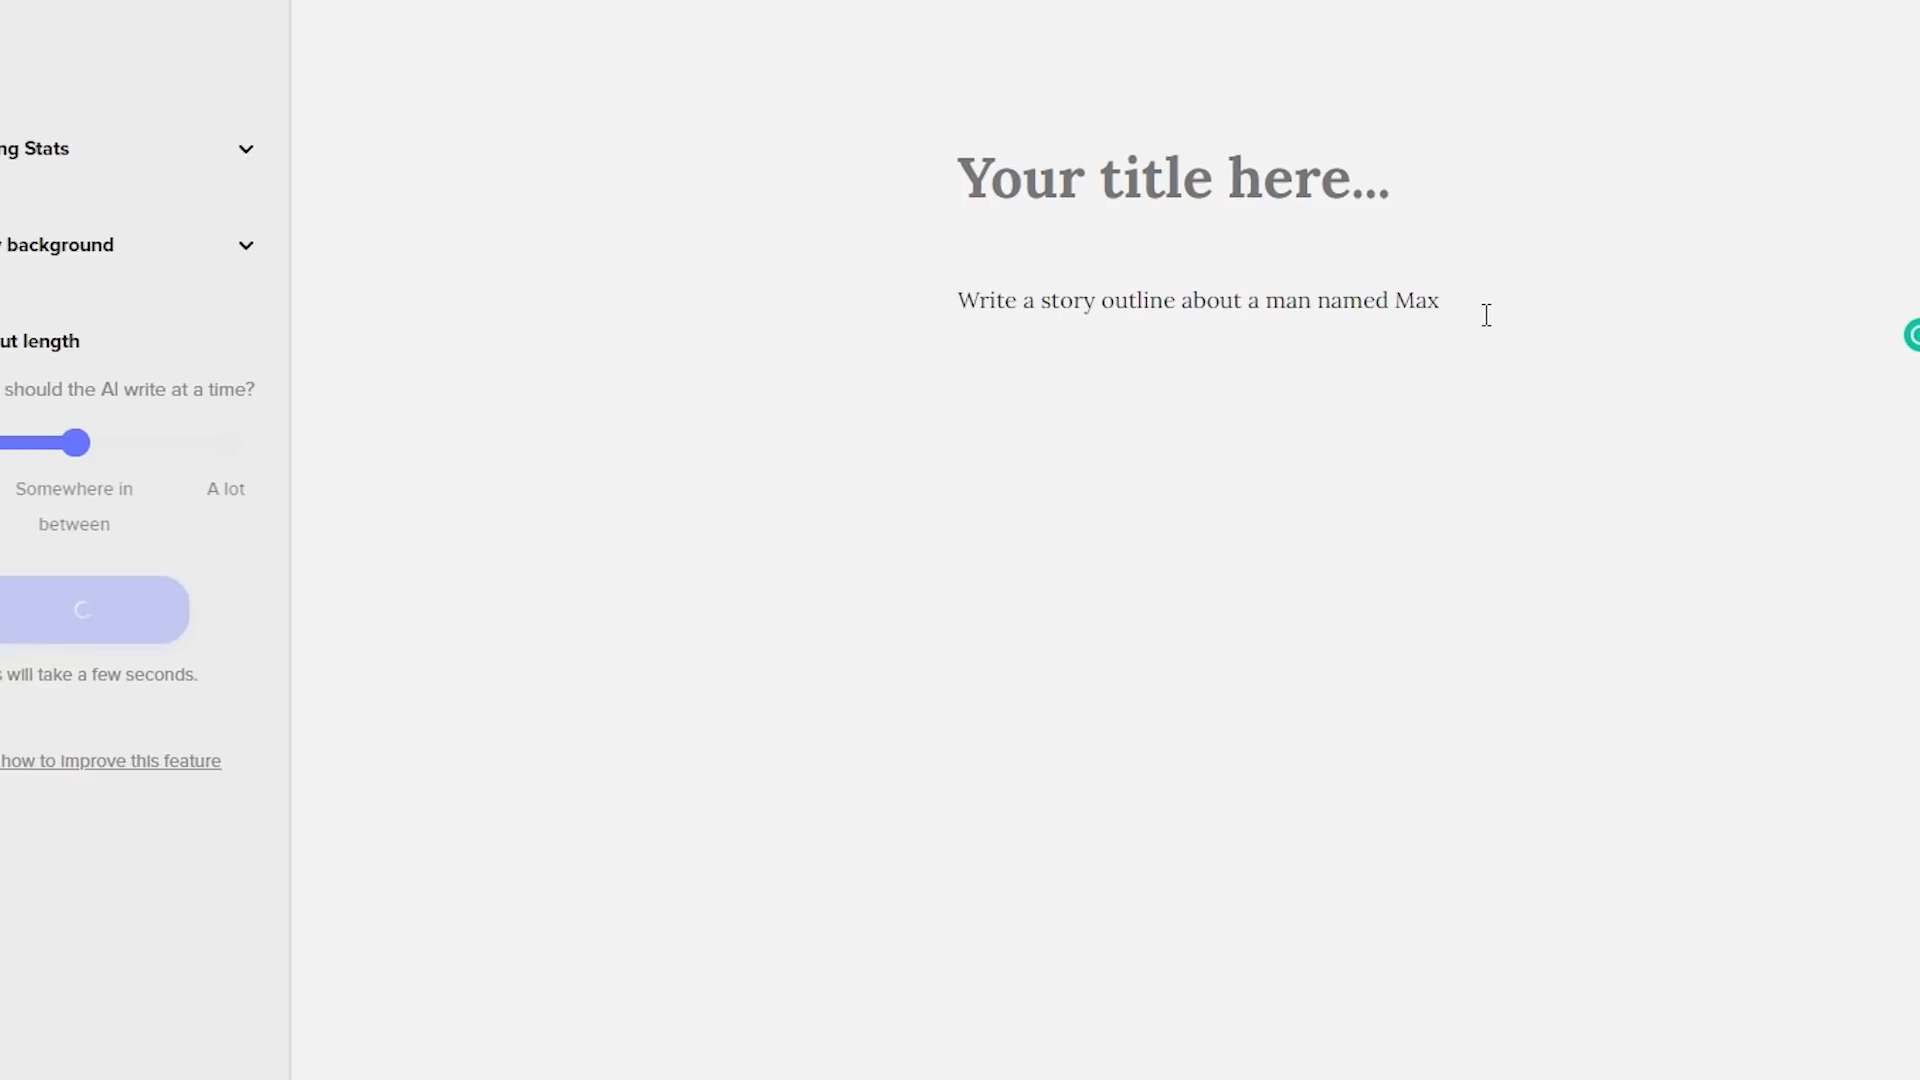 ng Stats
background
ut length
should the AI write at a time?
Somewhere in
between
A lot
will take a few seconds.
how to improve this feature
Your title here...
Write a story outline about a man named Max